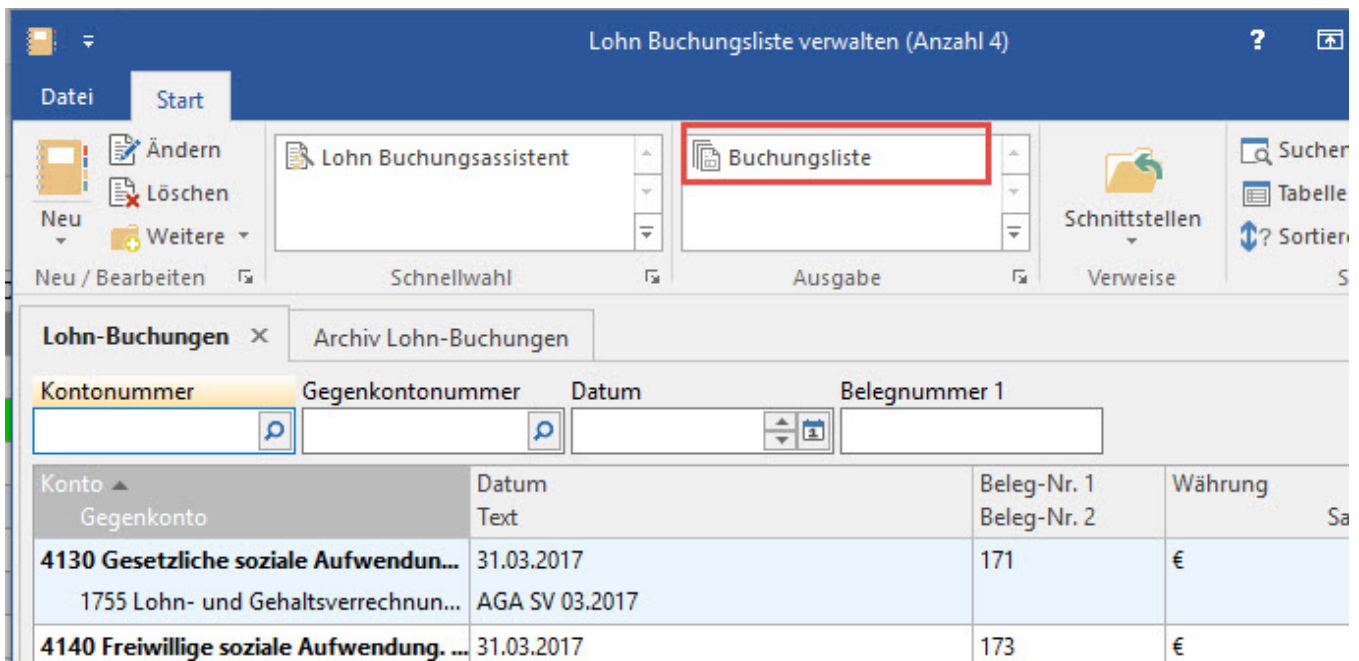 Lohn Buchungsliste verwalten (Anzahl 4) ?
Datei Start
Neu
Ändern
Löschen
Weitere
Neu / Bearbeiten
Lohn Buchungsassistent
Schnellwahl
Buchungsliste
Ausgabe
Schnittstellen
Verweise
Suchen
Tabelle
? Sortiere
Lohn-Buchungen × Archiv Lohn-Buchungen
Kontonummer Gegenkontonummer Datum Belegnummer 1
Konto Datum Beleg-Nr. 1 Währung
Gegenkonto Text Beleg-Nr. 2 Sa
4130 Gesetzliche soziale Aufwendun... 31.03.2017 171 €
1755 Lohn- und Gehaltsverrechnun... AGA SV 03.2017
4140 Freiwillige soziale Aufwendung. ... 31.03.2017 173 €